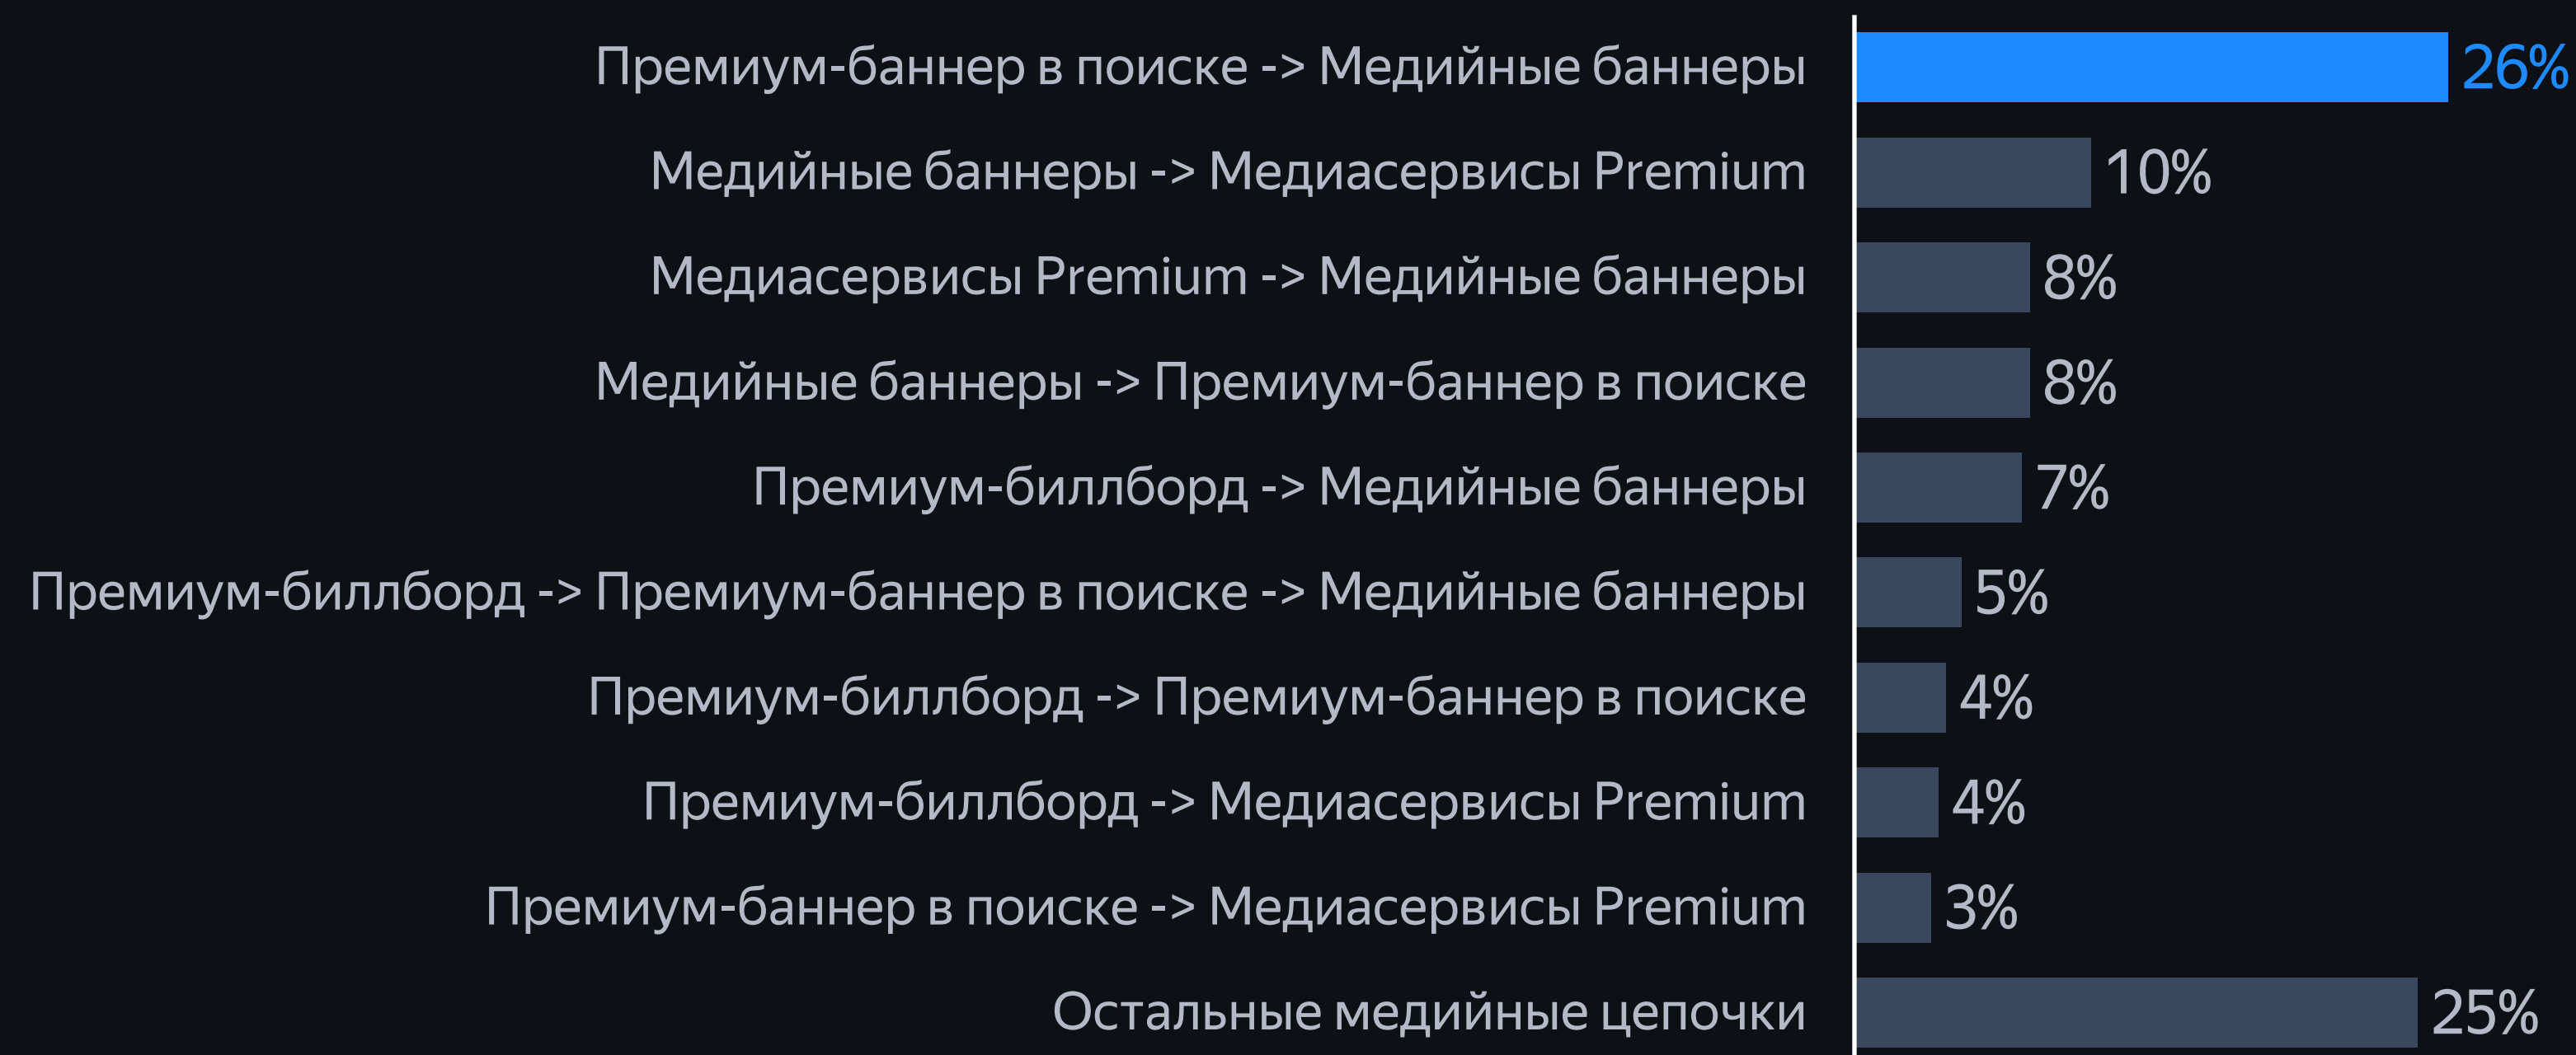 Премиум-баннер в поиске -> Медийные баннеры 26%
Медийные баннеры -> Медиасервисы Premium 10%
Медиасервисы Premium -> Медийные баннеры 8%
Медийные баннеры -> Премиум-баннер в поиске 8%
Премиум-биллборд -> Медийные баннеры 7%
Премиум-биллборд -> Премиум-баннер в поиске -> Медийные баннеры 5%
Премиум-биллборд -> Премиум-баннер в поиске 4%
Премиум-биллборд -> Медиасервисы Premium 4%
Премиум-баннер в поиске -> Медиасервисы Premium 3%
Остальные медийные цепочки 25%